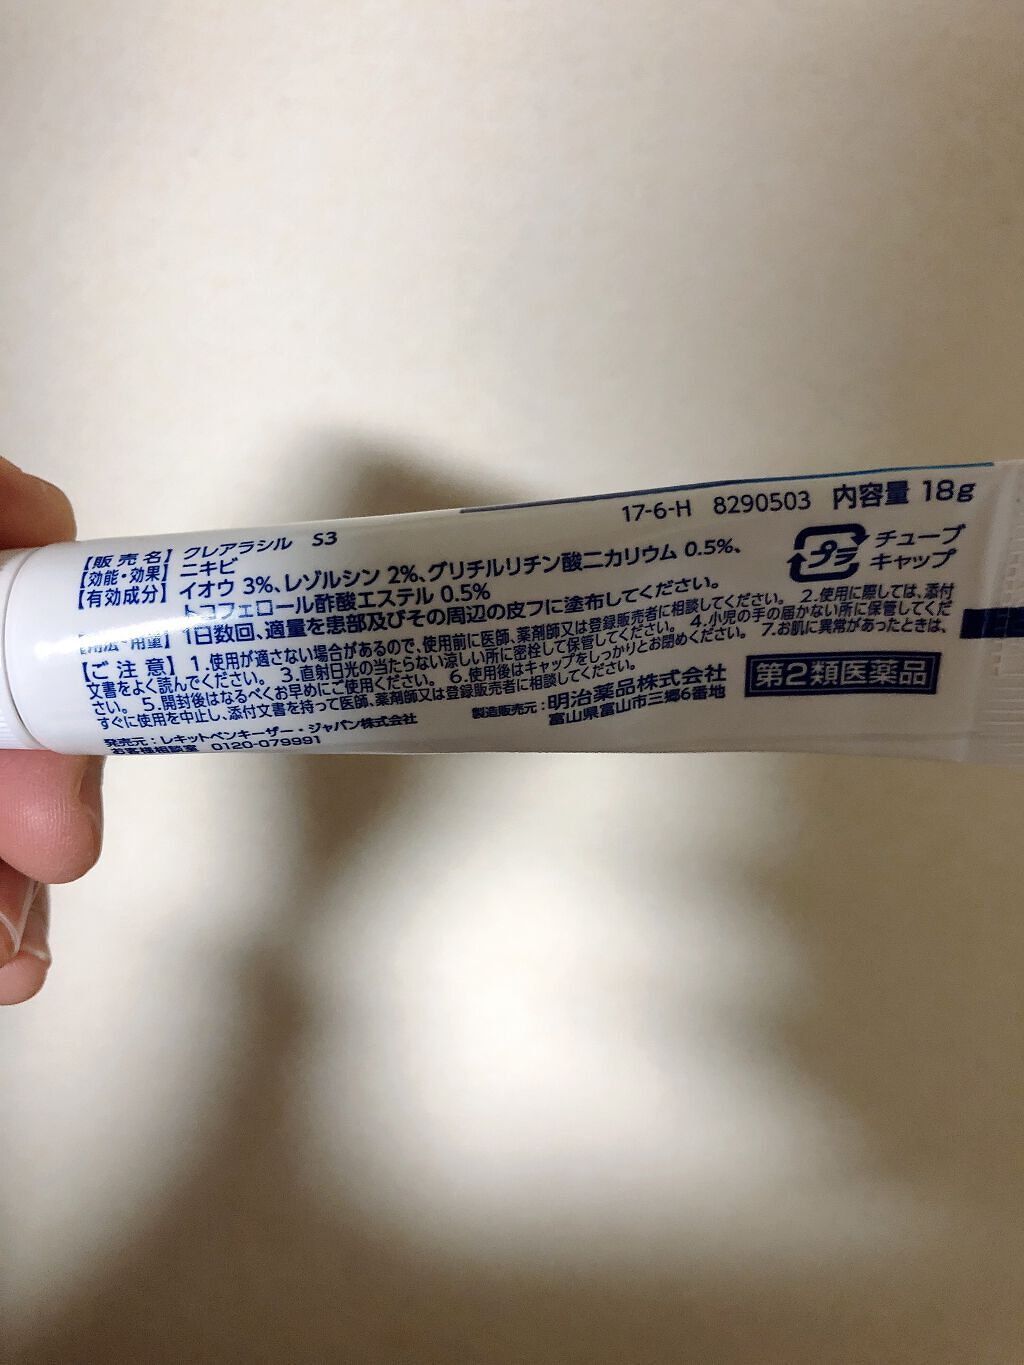 17-6-H 8290503 内容量 18g
【販売名】クレアラシル S3
【効能・効果】ニキビ
【有効成分】イオウ 3%、レゾルシン 2%、グリチルリチン酸二カリウム 0.5%、
トコフェロール酢酸エステル 0.5%
【用法・用量】1日数回、適量を患部及びその周辺の皮フに塗布してください。
【ご注意】1.使用が適さない場合があるので、使用前に医師、薬剤師又は登録販売者に相談してください。 2.使用に際しては、添付
文書をよく読んでください。 3.直射日光の当たらない涼しい所に密栓して保管してください。 4.小児の手の届かない所に保管してくだ
さい。 5.開封後はなるべくお早めにご使用ください。 6.使用後はキャップをしっかりとお閉めください。 7.お肌に異常があったときは、
すぐに使用を中止し、添付文書を持って医師、薬剤師又は登録販売者に相談してください。
発売元：レキットベンキーザー・ジャパン株式会社
お客様相談室 0120-079991
製造販売元：明治薬品株式会社
富山県富山市三郷6番地
プラ
チューブ
キャップ
第2類医薬品